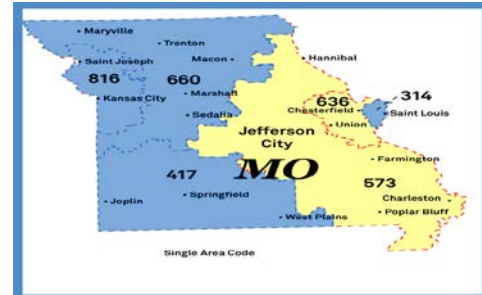 Maryville
Trenton
Saint Joseph
Macon
Hannibal
816
660
314
Kansas City
Marshall
636
Chesterfield
Saint Louis
Sedalia
Union
Jefferson
City
MO
Farmington
417
573
Joplin
Springfield
Charleston
West Plains
Poplar Bluff
Single Area Code